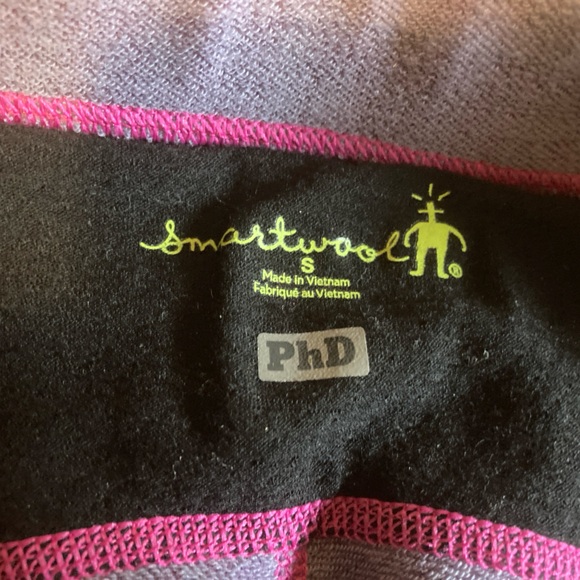 smartwool
S
Made in Vietnam
Fabriqué au Vietnam
PhD